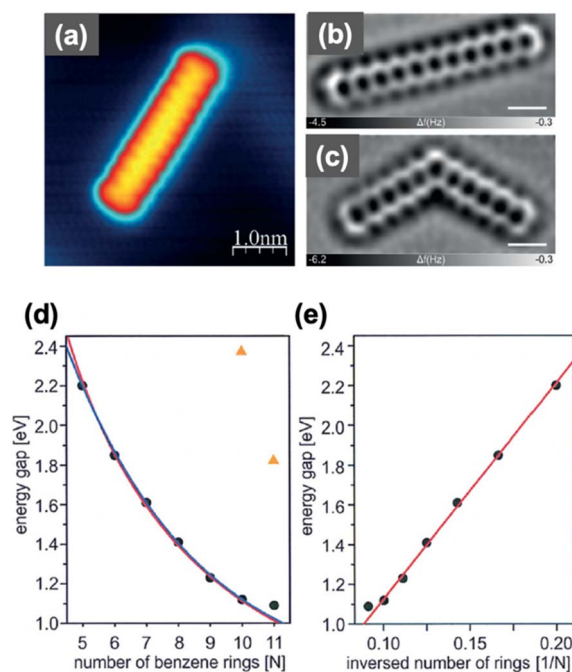 (a)
1.0nm
(b)
-4.5 Δf(Hz) -0.3
(c)
-6.2 Δf(Hz) -0.3
(d)
energy gap [eV]
2.4
2.2
2.0
1.8
1.6
1.4
1.2
1.0
5 6 7 8 9 10 11
number of benzene rings [N]
(e)
energy gap [eV]
2.4
2.2
2.0
1.8
1.6
1.4
1.2
1.0
0.10 0.15 0.20
inversed number of rings [1/N]